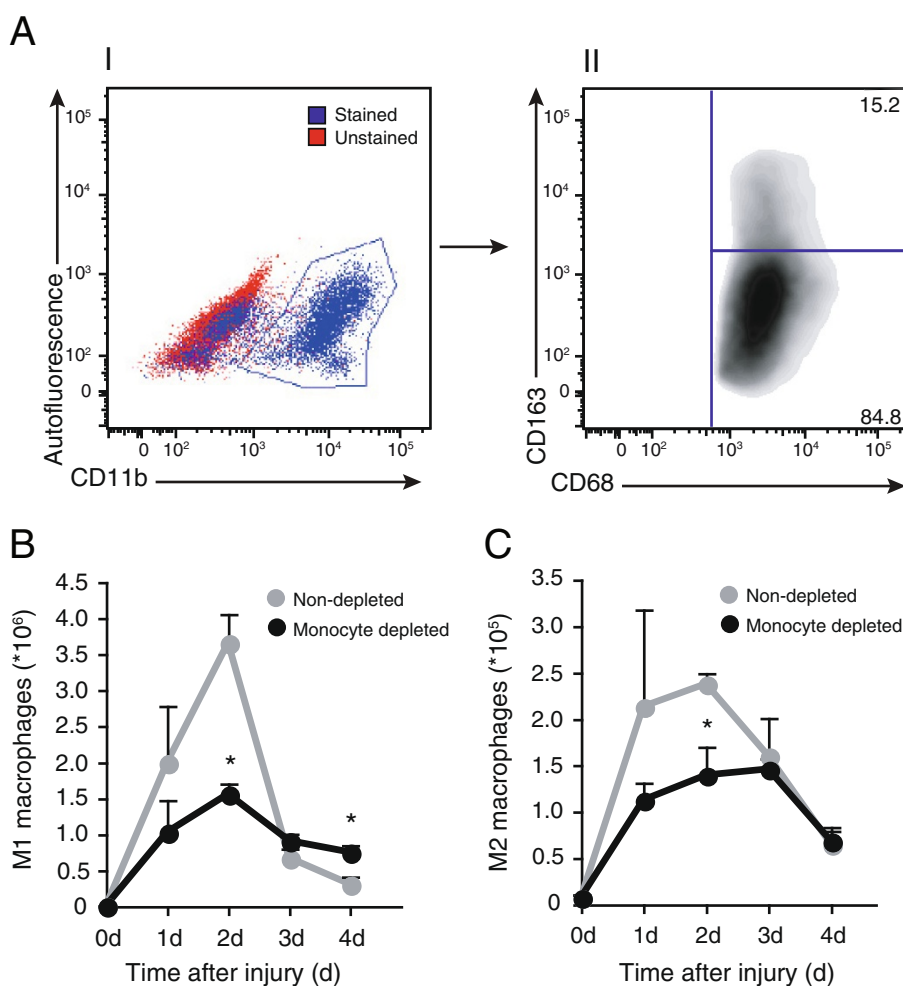 A
I
II
Stained
Unstained
10⁵
10⁴
10³
10²
0
Autofluorescence
0 10² 10³ 10⁴ 10⁵
CD11b
15.2
84.8
10⁵
10⁴
10³
10²
0
CD163
0 10² 10³ 10⁴ 10⁵
CD68
B
4.5
4.0
3.5
3.0
2.5
2.0
1.5
1.0
0.5
0
M1 macrophages (*10⁶)
Non-depleted
Monocyte depleted
*
*
0d 1d 2d 3d 4d
Time after injury (d)
C
3.5
3.0
2.5
2.0
1.5
1.0
0.5
0
M2 macrophages (*10⁵)
Non-depleted
Monocyte depleted
*
0d 1d 2d 3d 4d
Time after injury (d)